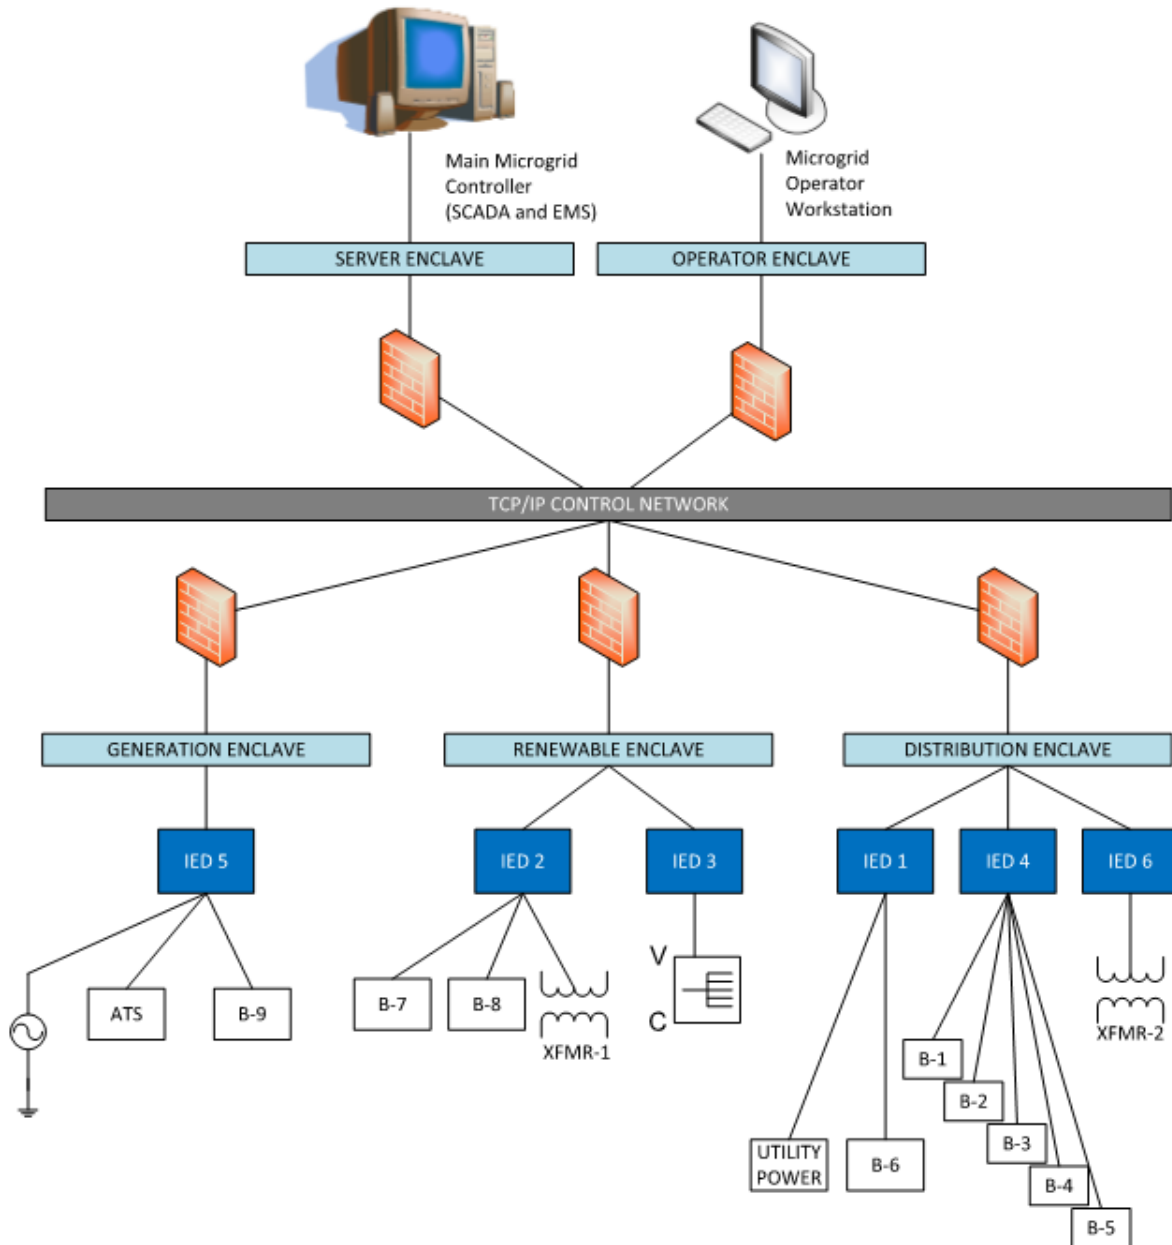 Main Microgrid
Controller
(SCADA and EMS)
Microgrid
Operator
Workstation
SERVER ENCLAVE
OPERATOR ENCLAVE
TCP/IP CONTROL NETWORK
GENERATION ENCLAVE
RENEWABLE ENCLAVE
DISTRIBUTION ENCLAVE
IED 5
IED 2
IED 3
IED 1
IED 4
IED 6
ATS
B-9
B-7
B-8
XFMR-1
V
C
XFMR-2
B-1
B-2
B-3
B-4
B-5
UTILITY
POWER
B-6